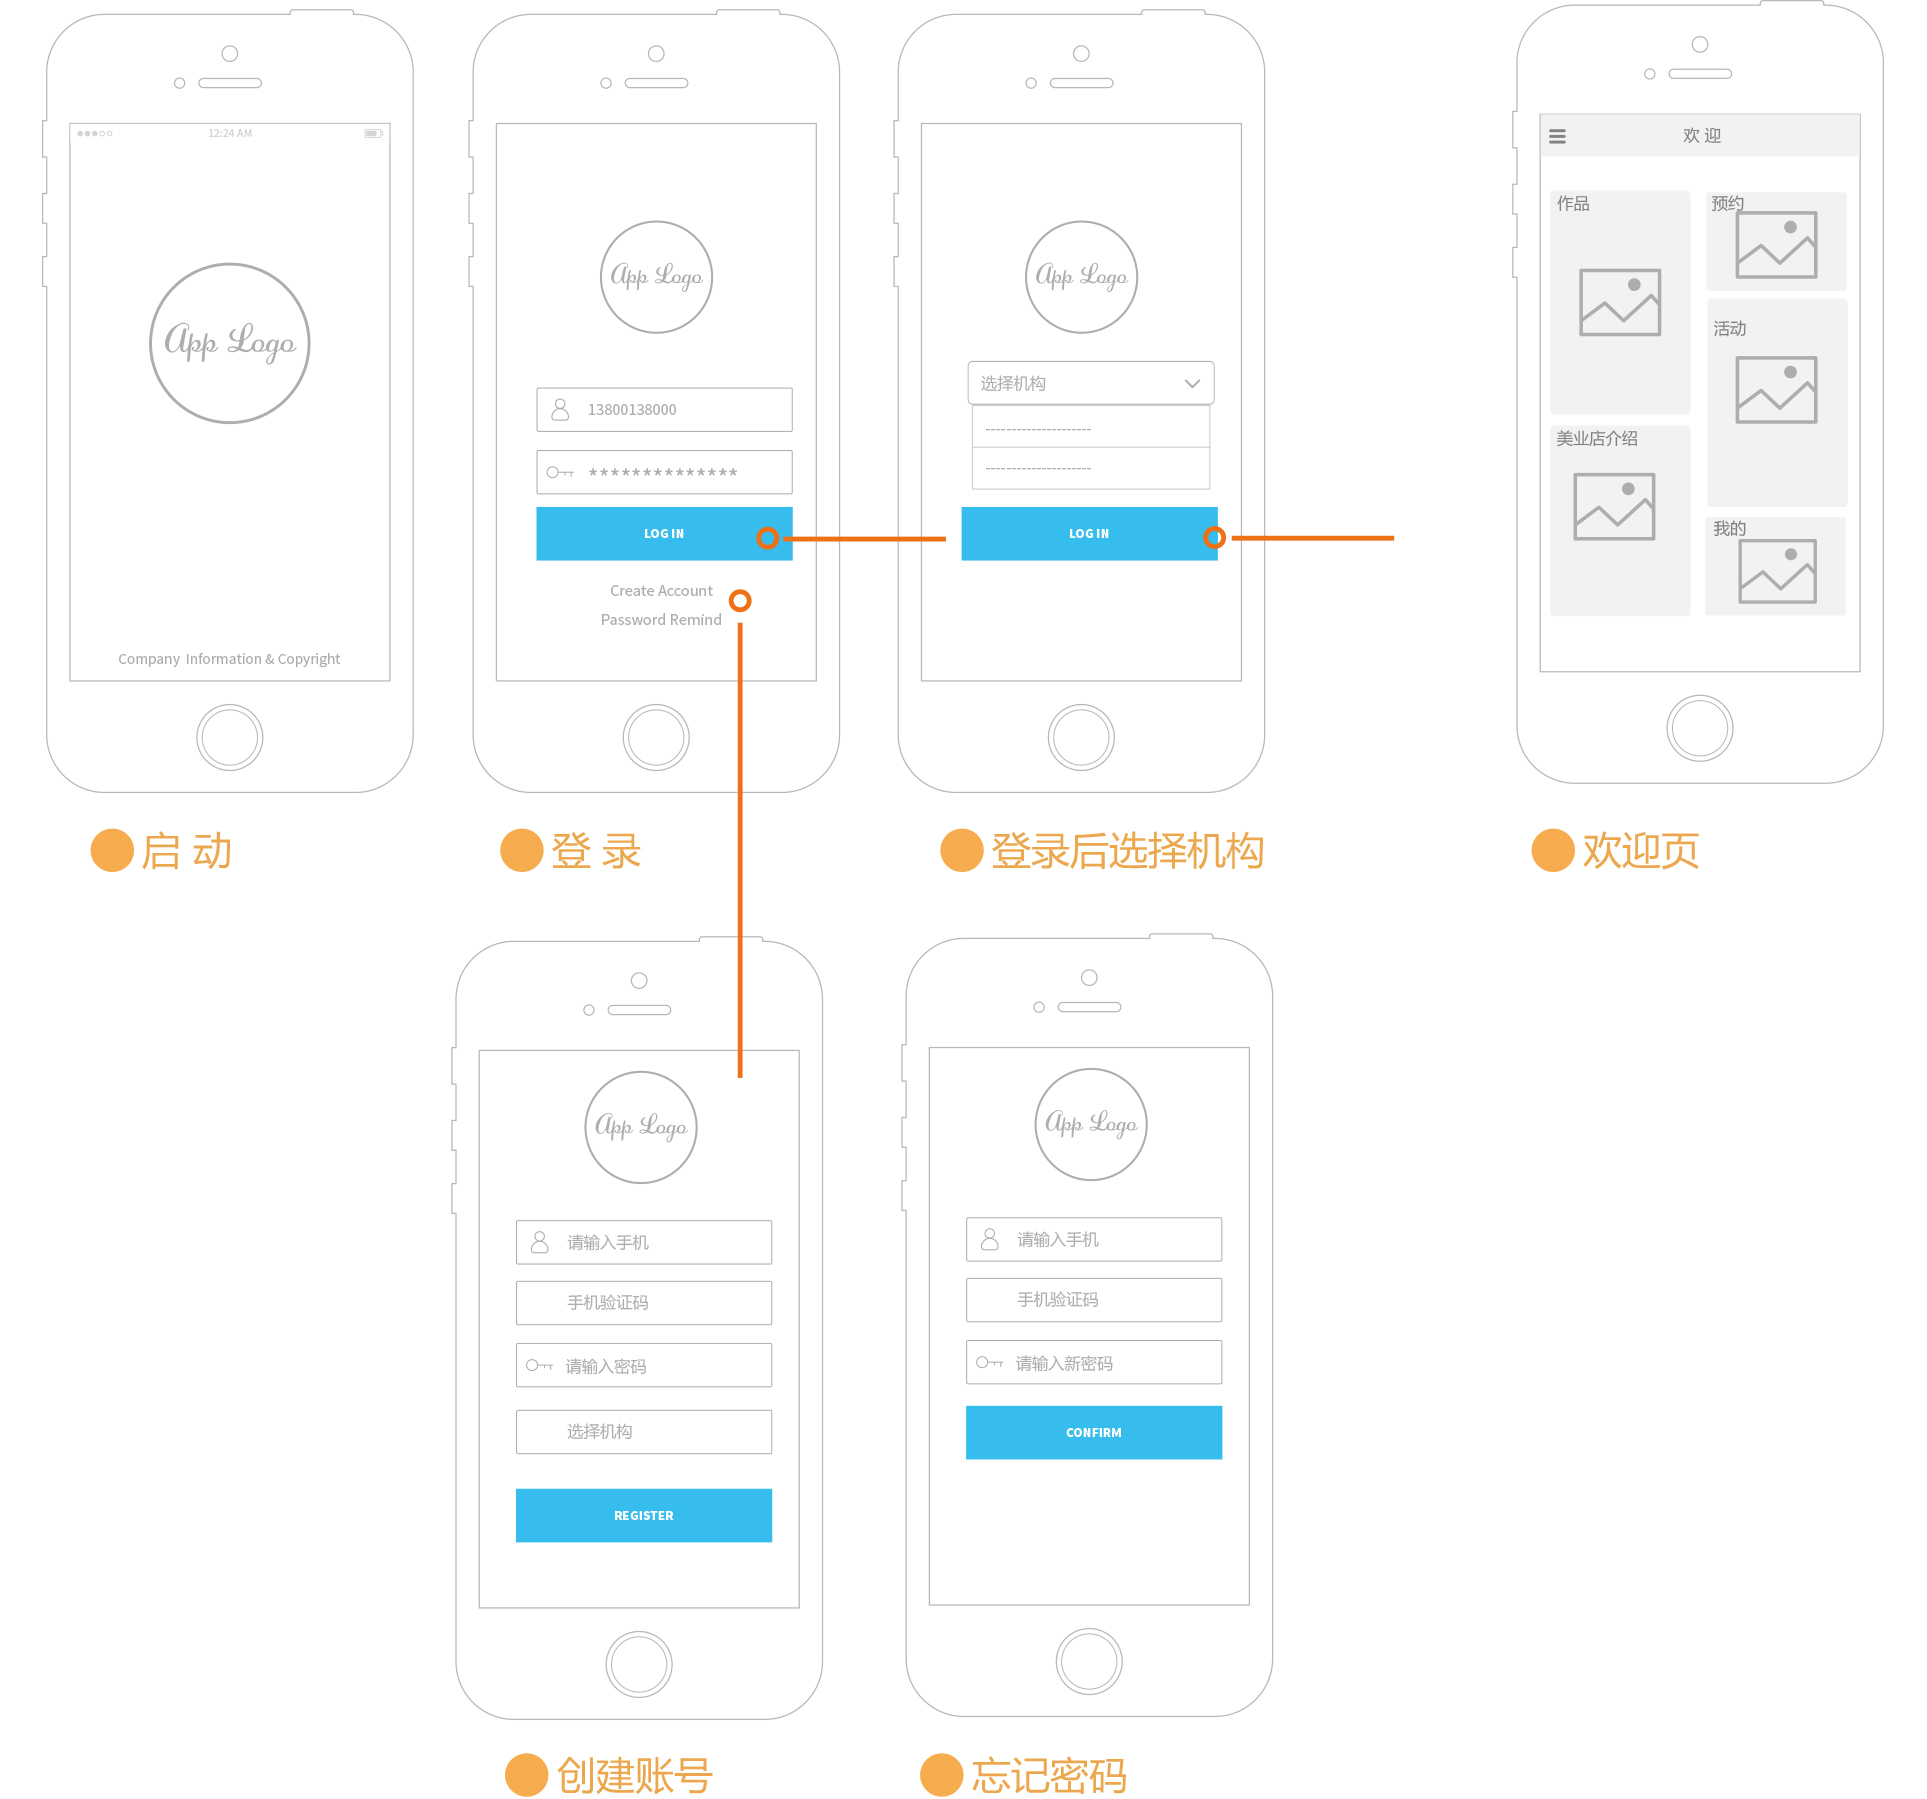 12:24 AM
App Logo
Company Information & Copyright
启 动
App Logo
13800138000
**************
LOG IN
Create Account
Password Remind
登 录
App Logo
选择机构
---------------------
---------------------
LOG IN
登录后选择机构
欢 迎
作品
预约
活动
美业店介绍
我的
欢迎页
App Logo
请输入手机
手机验证码
请输入密码
选择机构
REGISTER
创建账号
App Logo
请输入手机
手机验证码
请输入新密码
CONFIRM
忘记密码